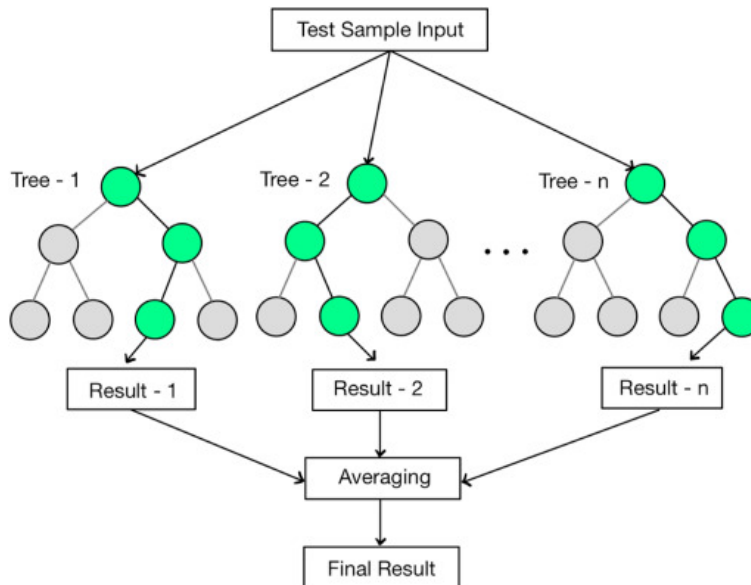 Test Sample Input
Tree - 1
Tree - 2
Tree - n
...
Result - 1
Result - 2
Result - n
Averaging
Final Result